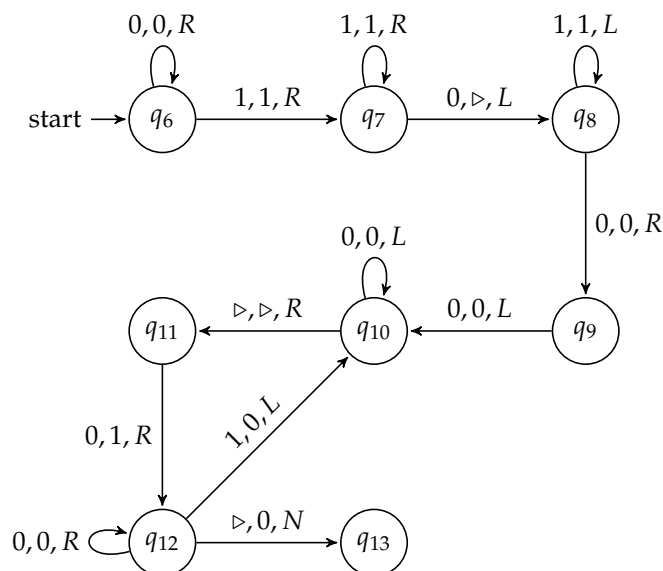 0, 0, R
1, 1, R
1, 1, L
start
q6
1, 1, R
q7
0, ▷, L
q8
0, 0, R
0, 0, L
q11
▷, ▷, R
q10
0, 0, L
q9
0, 1, R
1, 0, L
0, 0, R
q12
▷, 0, N
q13